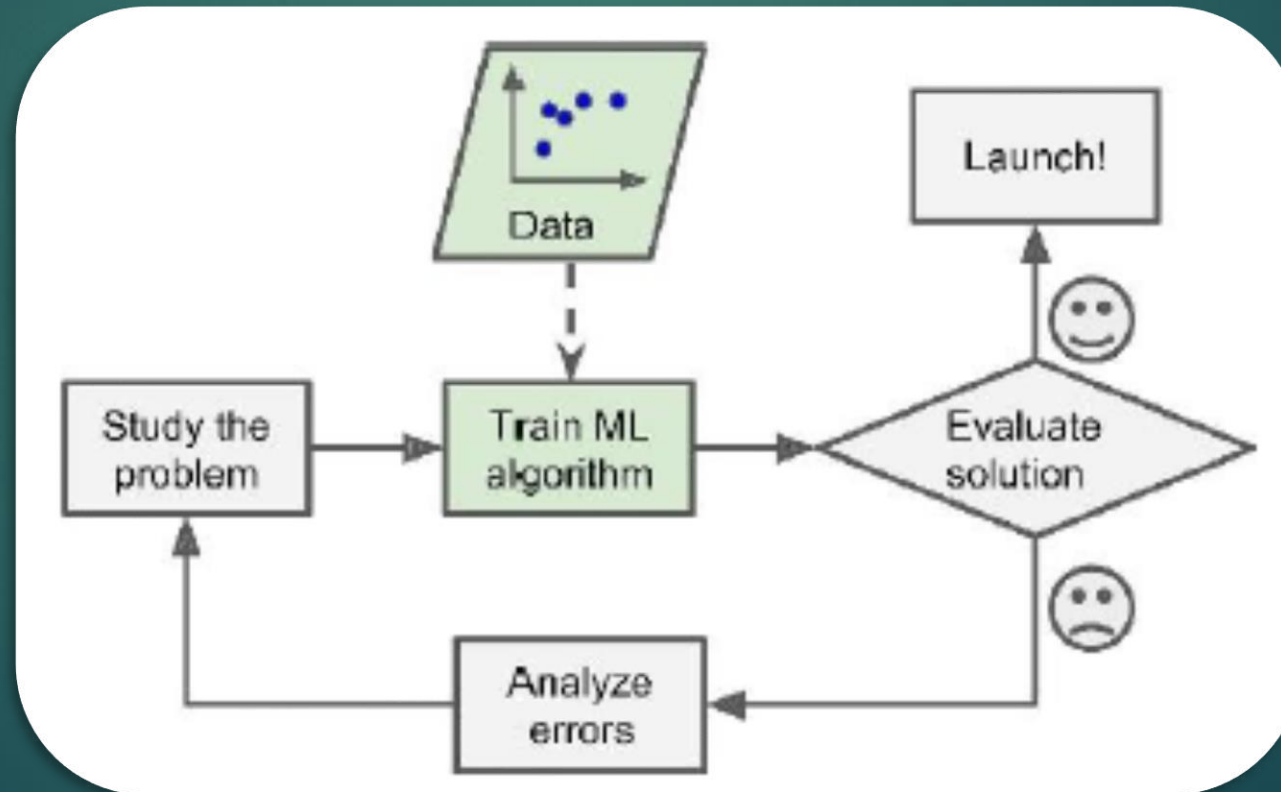 Data
Launch!
Study the
problem
Train ML
algorithm
Evaluate
solution
Analyze
errors